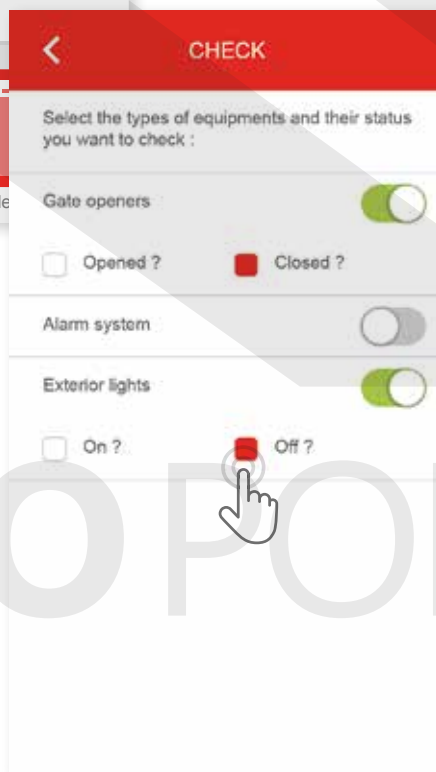 CHECK
Select the types of equipments and their status
you want to check :
Gate openers
Opened ?
Closed ?
Alarm system
Exterior lights
On ?
Off ?